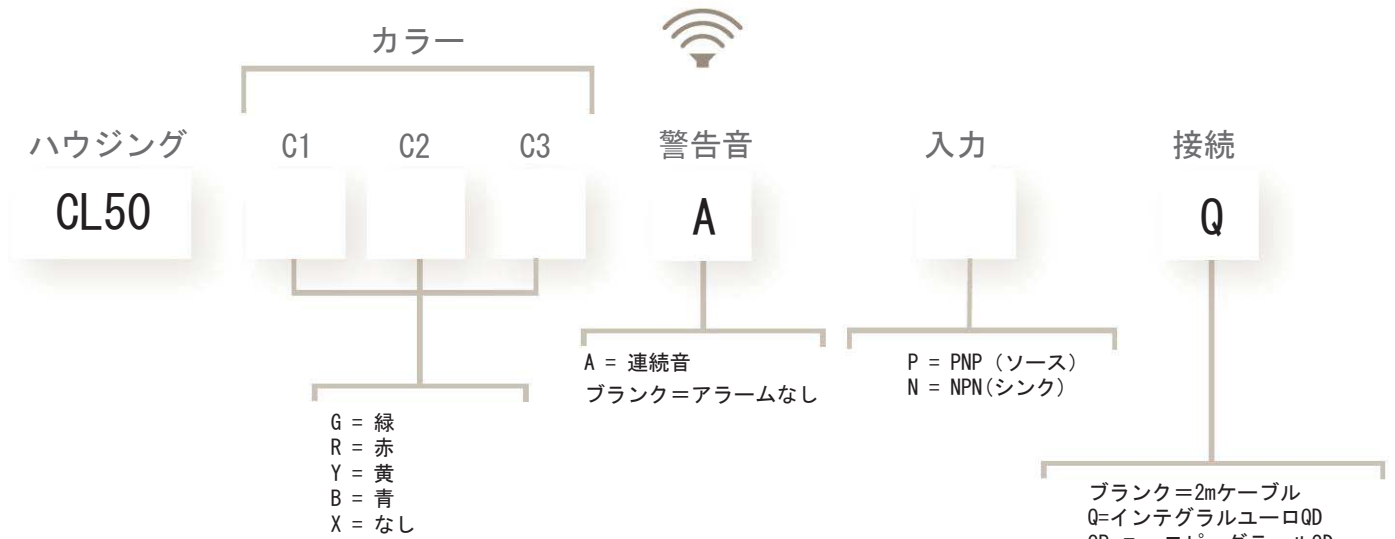 カラー
ハウジング C1 C2 C3 警告音 入力 接続
CL50 A Q
A = 連続音
ブランク＝アラームなし
P = PNP (ソース)
N = NPN(シンク)
G = 緑
R = 赤
Y = 黄
B = 青
X = なし
ブランク＝2mケーブル
Q=インテグラルユーロQD